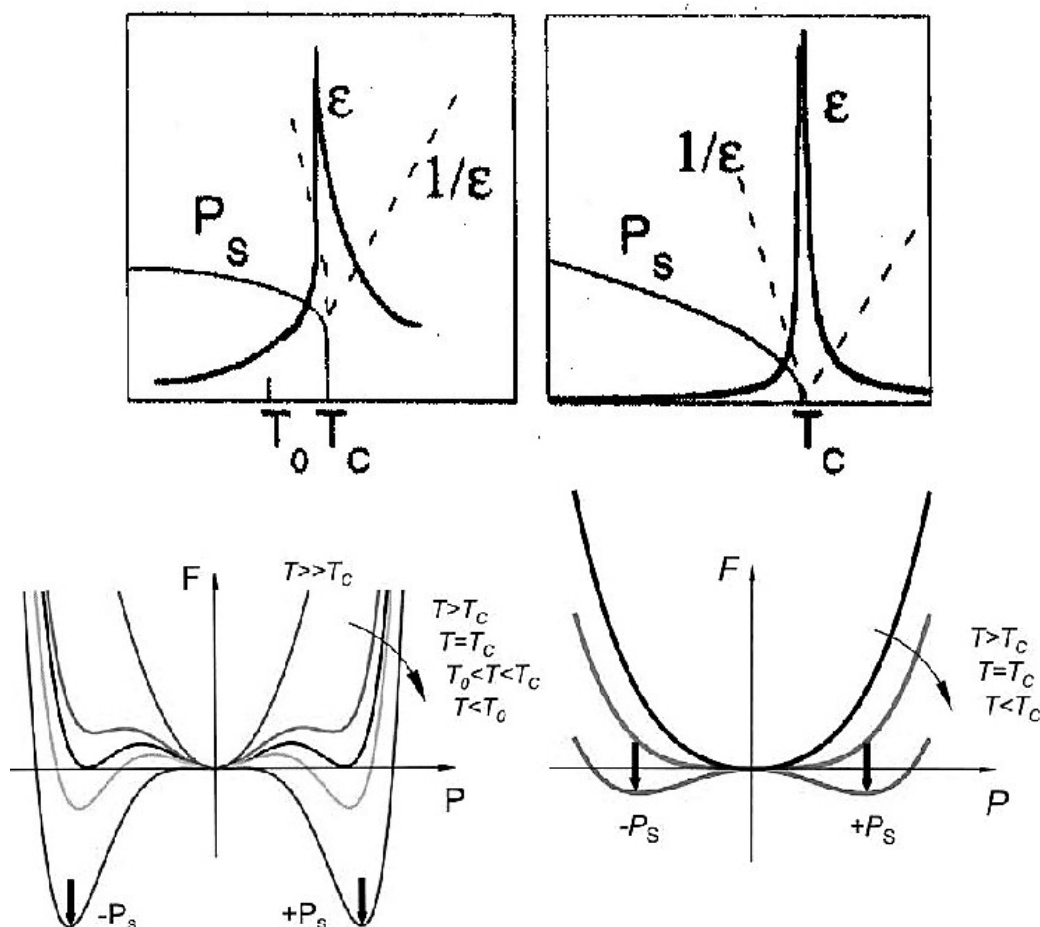 ε
1/ε
P_s
T_0 T_C
ε
1/ε
P_s
T_C
F
T>>T_C
T>T_C
T=T_C
T_0<T<T_C
T<T_0
P
-P_s
+P_s
F
T>T_C
T=T_C
T<T_C
P
-P_S
+P_S